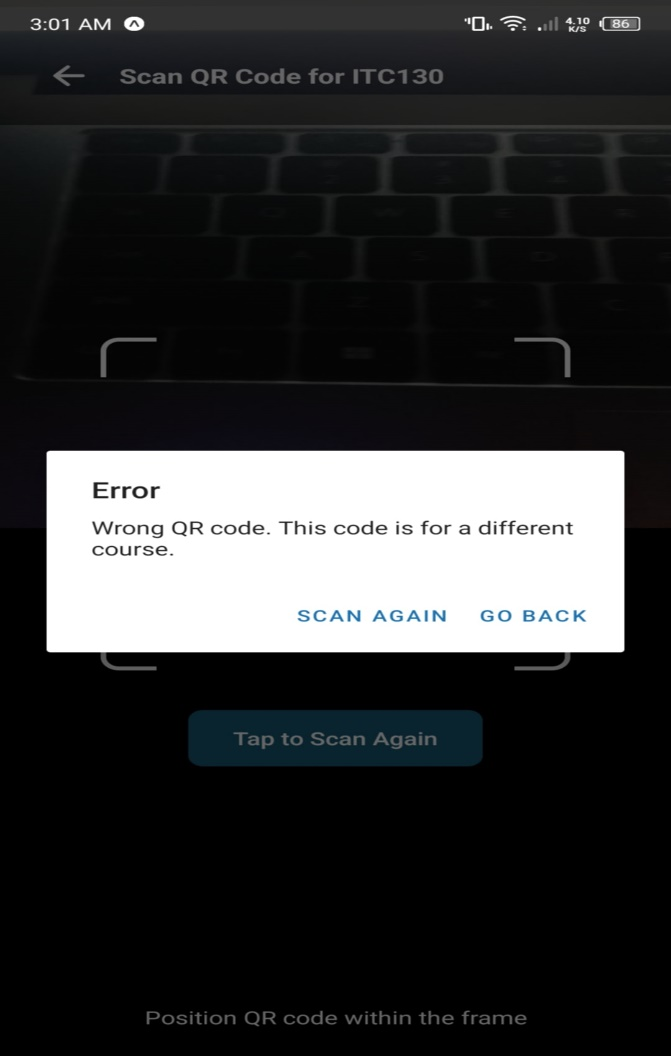 3:01 AM 4.10 K/S 86
Scan QR Code for ITC130
Error
Wrong QR code. This code is for a different
course.
SCAN AGAIN GO BACK
Tap to Scan Again
Position QR code within the frame